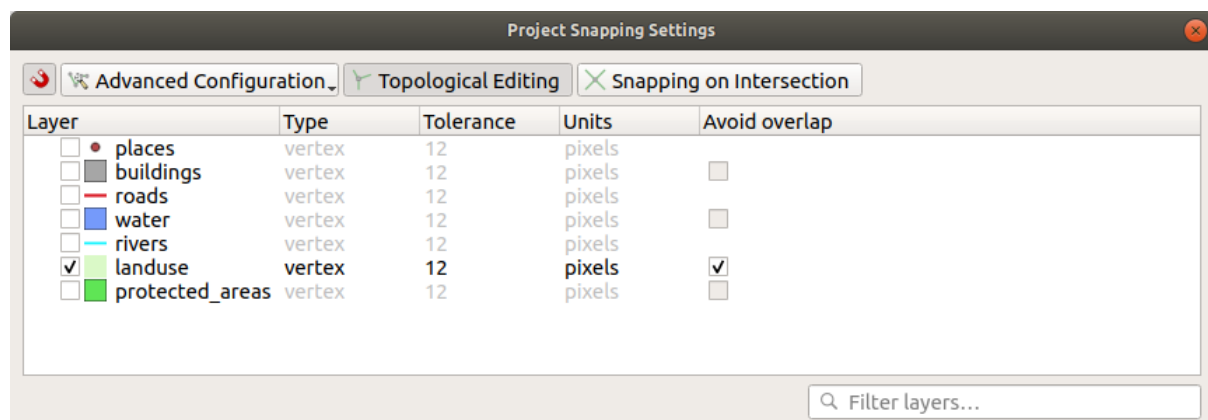 Project Snapping Settings
Advanced Configuration Topological Editing Snapping on Intersection
Layer Type Tolerance Units Avoid overlap
places vertex 12 pixels
buildings vertex 12 pixels
roads vertex 12 pixels
water vertex 12 pixels
rivers vertex 12 pixels
landuse vertex 12 pixels
protected_areas vertex 12 pixels
Filter layers...